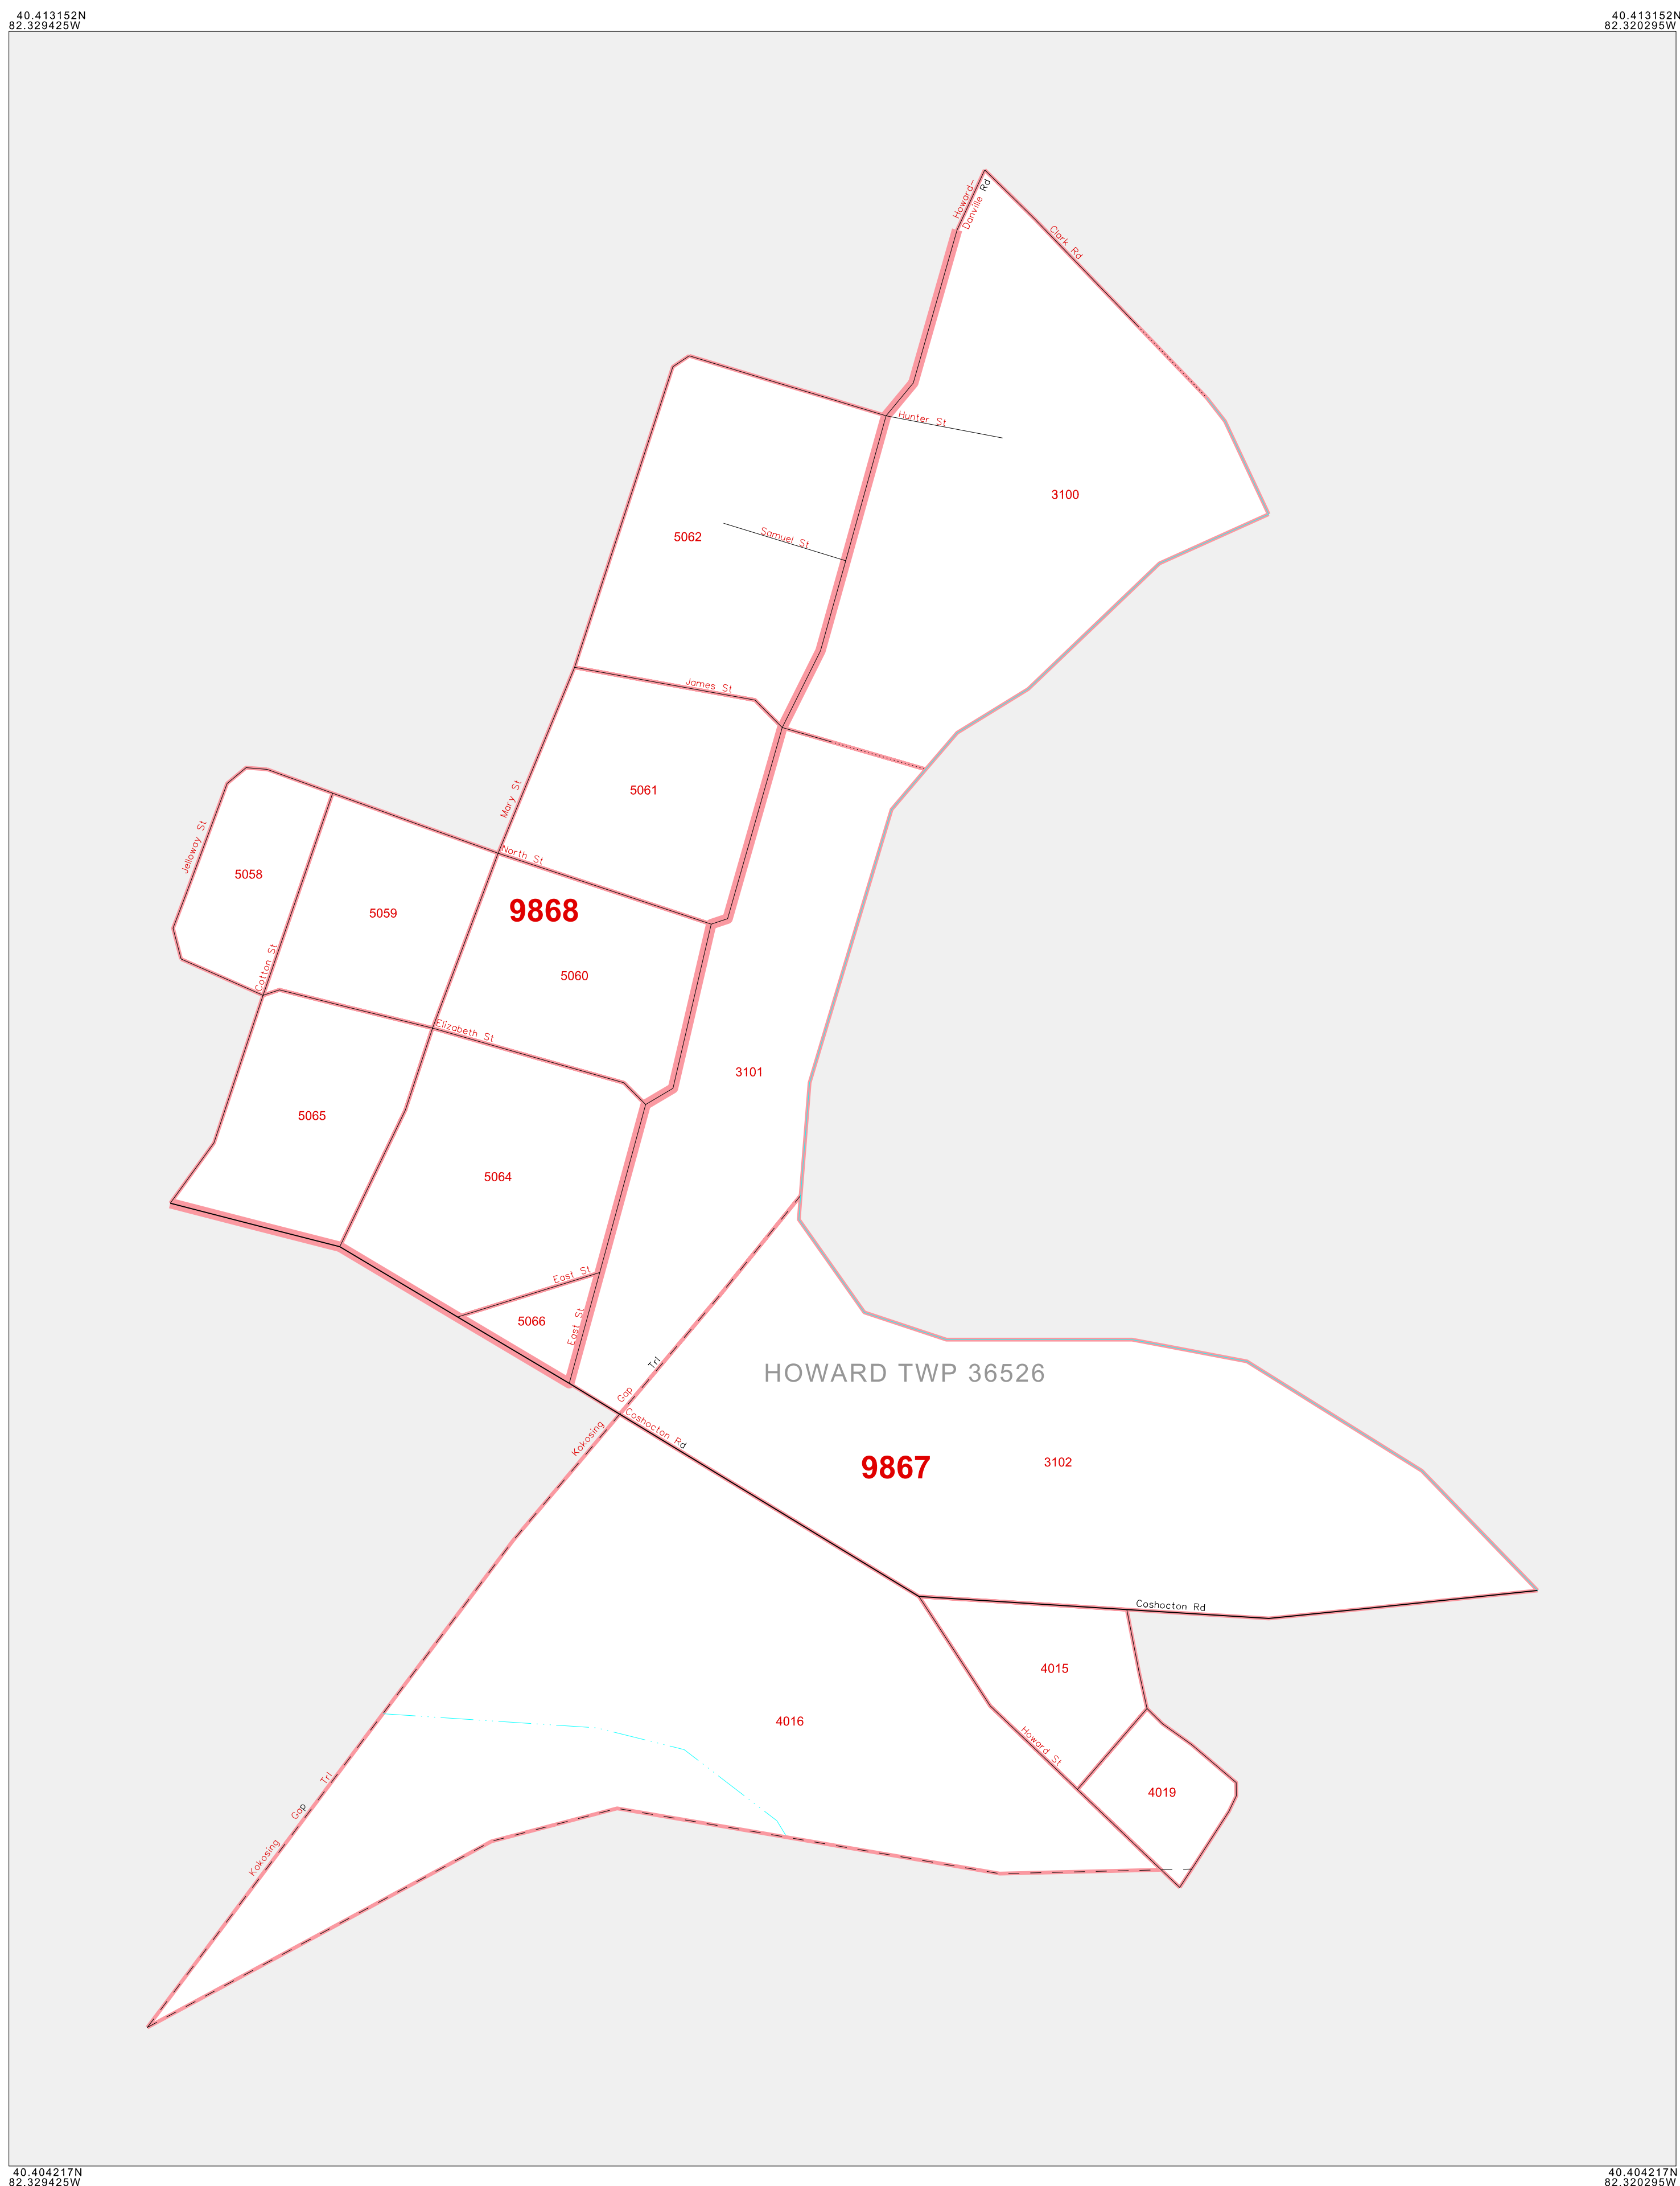 40.413152N
82.329425W
40.413152N
82.320295W
Howard-
Danville Rd
Clark Rd
Hunter St
3100
Samuel St
5062
James St
Mary St
5061
Jelloway St
North St
5058
9868
5059
Cotton St
5060
Elizabeth St
3101
5065
5064
East St
East St
5066
Kokosing Gap Trl
HOWARD TWP 36526
Coshocton Rd
9867
3102
Coshocton Rd
4015
4016
Howard St
4019
Kokosing Gap Trl
40.404217N
82.329425W
40.404217N
82.320295W